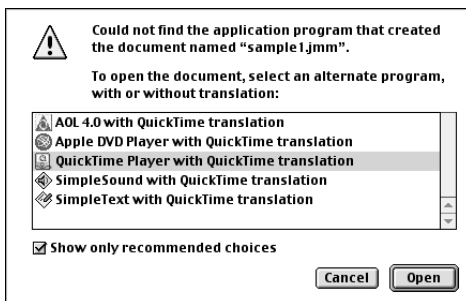 Could not find the application program that created
the document named “sample1.jmm”.
To open the document, select an alternate program,
with or without translation:
AOL 4.0 with QuickTime translation
Apple DVD Player with QuickTime translation
QuickTime Player with QuickTime translation
SimpleSound with QuickTime translation
SimpleText with QuickTime translation
Show only recommended choices
Cancel Open